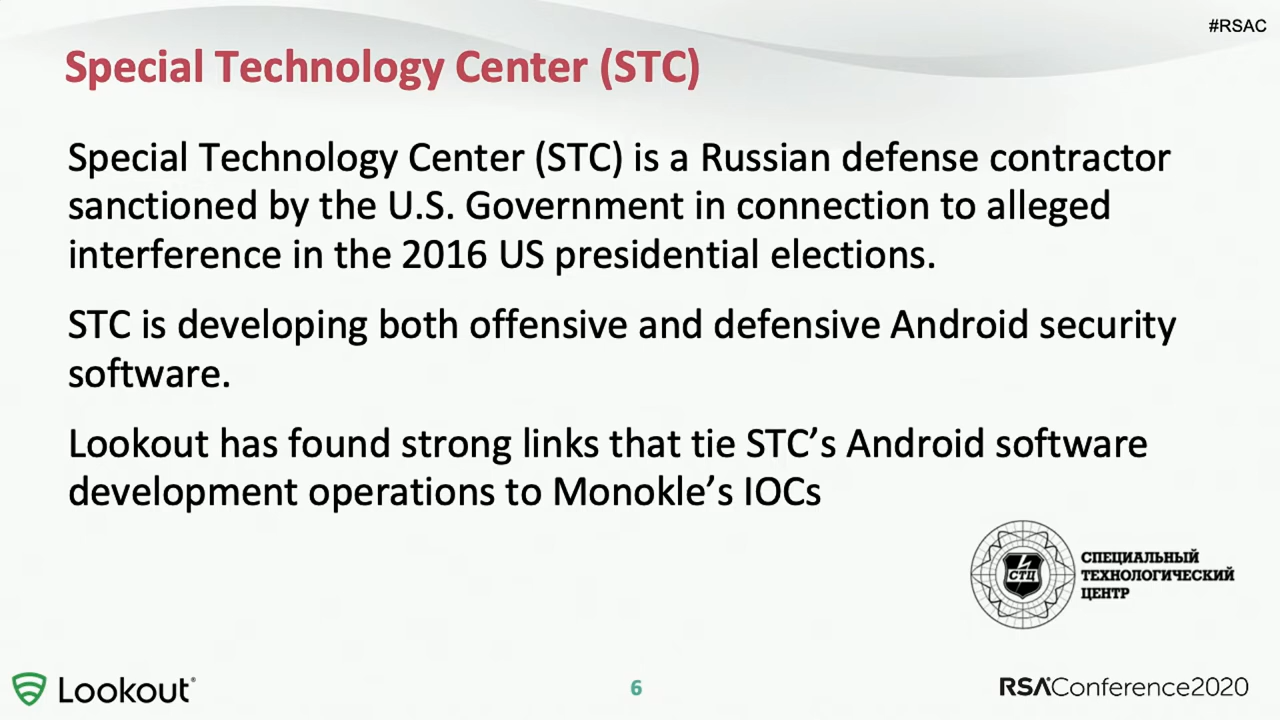 #RSAC
Special Technology Center (STC)
Special Technology Center (STC) is a Russian defense contractor
sanctioned by the U.S. Government in connection to alleged
interference in the 2016 US presidential elections.
STC is developing both offensive and defensive Android security
software.
Lookout has found strong links that tie STC’s Android software
development operations to Monokle’s IOCs
СТЦ
СПЕЦИАЛЬНЫЙ
ТЕХНОЛОГИЧЕСКИЙ
ЦЕНТР
Lookout®
6
RSAConference2020